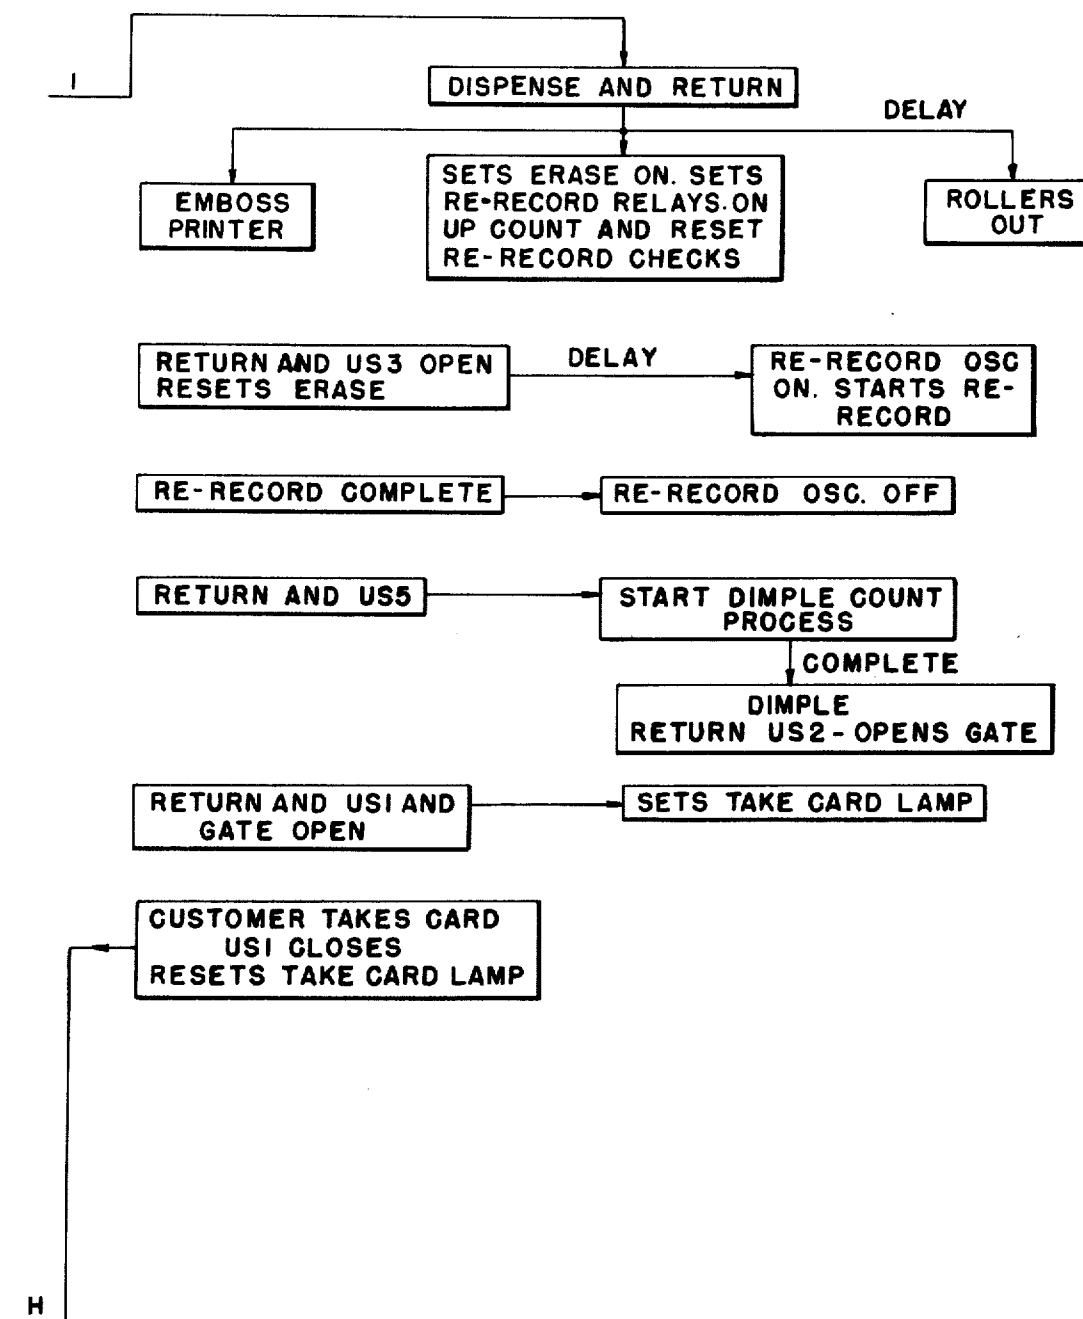 I
DISPENSE AND RETURN
DELAY
EMBOSS
PRINTER
SETS ERASE ON. SETS
RE-RECORD RELAYS. ON
UP COUNT AND RESET
RE-RECORD CHECKS
ROLLERS
OUT
RETURN AND US3 OPEN
RESETS ERASE
DELAY
RE-RECORD OSC
ON. STARTS RE-
RECORD
RE-RECORD COMPLETE
RE-RECORD OSC. OFF
RETURN AND US5
START DIMPLE COUNT
PROCESS
COMPLETE
DIMPLE
RETURN US2-OPENS GATE
RETURN AND US1 AND
GATE OPEN
SETS TAKE CARD LAMP
CUSTOMER TAKES CARD
US1 CLOSES
RESETS TAKE CARD LAMP
H